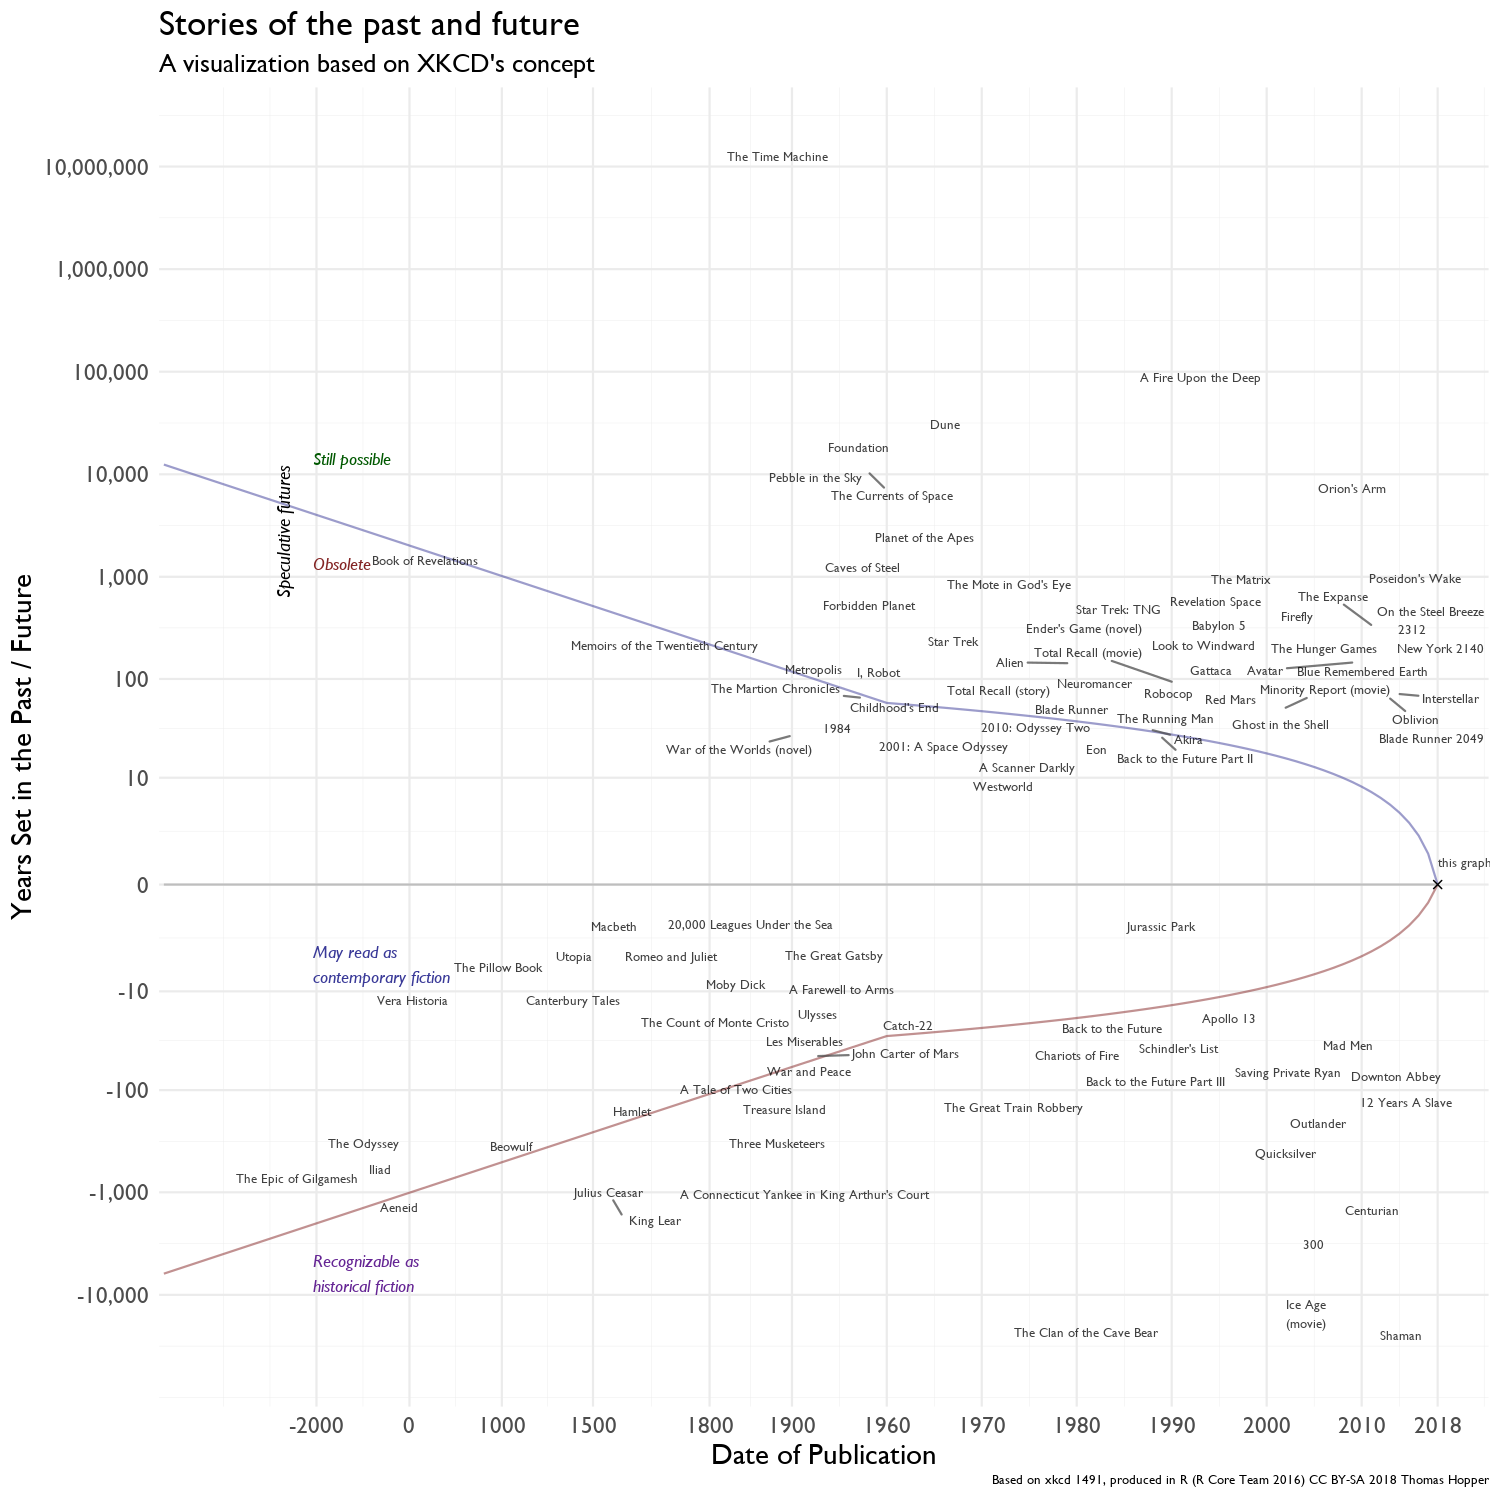 Stories of the past and future
A visualization based on XKCD's concept
Years Set in the Past / Future
10,000,000
1,000,000
100,000
10,000
1,000
100
10
0
-10
-100
-1,000
-10,000
The Time Machine
A Fire Upon the Deep
Dune
Foundation
Still possible
Speculative futures
Pebble in the Sky
The Currents of Space
Orion's Arm
Planet of the Apes
Obsolete
Book of Revelations
Caves of Steel
The Mote in God's Eye
The Matrix
Poseidon's Wake
The Expanse
Forbidden Planet
Star Trek: TNG
Revelation Space
Firefly
On the Steel Breeze
Ender's Game (novel)
Babylon 5
2312
Memoirs of the Twentieth Century
Star Trek
Total Recall (movie)
Look to Windward
The Hunger Games
New York 2140
Metropolis
I, Robot
Alien
Gattaca
Avatar
Blue Remembered Earth
The Martion Chronicles
Total Recall (story)
Neuromancer
Robocop
Red Mars
Minority Report (movie)
Interstellar
Childhood's End
Blade Runner
The Running Man
Ghost in the Shell
Oblivion
1984
2010: Odyssey Two
Akira
Blade Runner 2049
War of the Worlds (novel)
2001: A Space Odyssey
Eon
Back to the Future Part II
A Scanner Darkly
Westworld
this graph
Macbeth
20,000 Leagues Under the Sea
Jurassic Park
May read as
contemporary fiction
The Pillow Book
Utopia
Romeo and Juliet
The Great Gatsby
Moby Dick
A Farewell to Arms
Vera Historia
Canterbury Tales
Ulysses
The Count of Monte Cristo
Catch-22
Back to the Future
Apollo 13
Les Miserables
John Carter of Mars
Chariots of Fire
Schindler's List
Mad Men
War and Peace
Back to the Future Part III
Saving Private Ryan
Downton Abbey
A Tale of Two Cities
Hamlet
Treasure Island
The Great Train Robbery
12 Years A Slave
Outlander
The Odyssey
Beowulf
Three Musketeers
Quicksilver
The Epic of Gilgamesh
Iliad
Julius Ceasar
A Connecticut Yankee in King Arthur's Court
Aeneid
King Lear
Centurian
300
Recognizable as
historical fiction
Ice Age
(movie)
The Clan of the Cave Bear
Shaman
-2000
0
1000
1500
1800
1900
1960
1970
1980
1990
2000
2010
2018
Date of Publication
Based on xkcd 1491, produced in R (R Core Team 2016) CC BY-SA 2018 Thomas Hopper